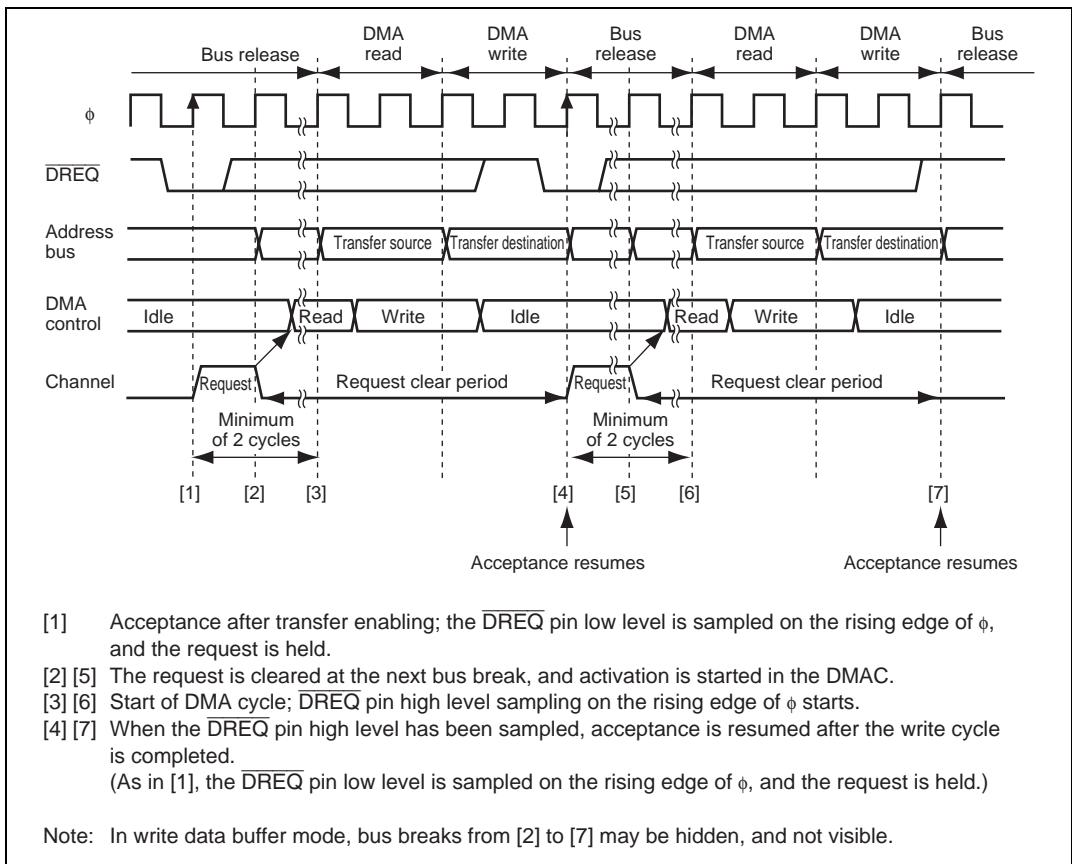 DMA read DMA write Bus release DMA read DMA write Bus release
Bus release
φ
DREQ
Address bus
Transfer source Transfer destination Transfer source Transfer destination
DMA control
Idle Read Write Idle Read Write Idle
Channel
Request Request clear period Request Request clear period
Minimum of 2 cycles Minimum of 2 cycles
[1] [2] [3] [4] [5] [6] [7]
Acceptance resumes Acceptance resumes
[1] Acceptance after transfer enabling; the DREQ pin low level is sampled on the rising edge of φ,
and the request is held.
[2] [5] The request is cleared at the next bus break, and activation is started in the DMAC.
[3] [6] Start of DMA cycle; DREQ pin high level sampling on the rising edge of φ starts.
[4] [7] When the DREQ pin high level has been sampled, acceptance is resumed after the write cycle
is completed.
(As in [1], the DREQ pin low level is sampled on the rising edge of φ, and the request is held.)
Note: In write data buffer mode, bus breaks from [2] to [7] may be hidden, and not visible.